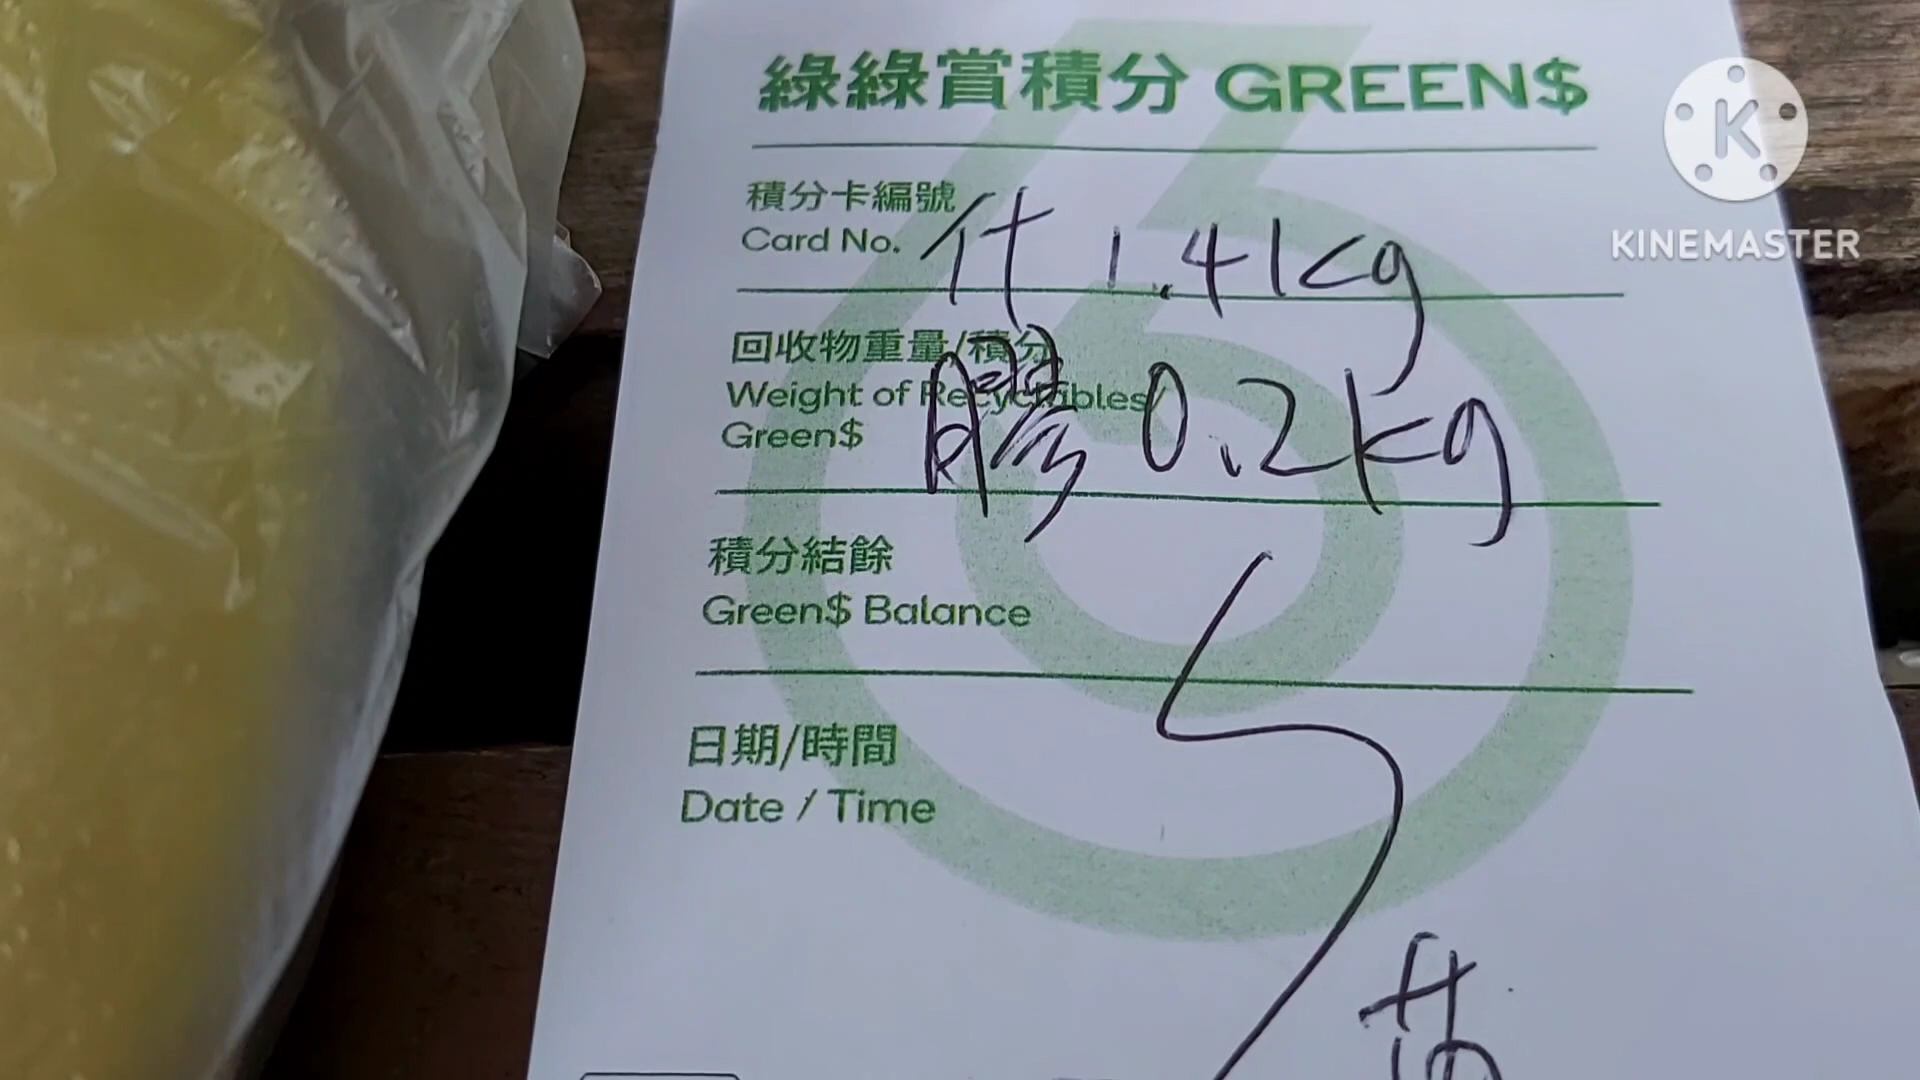 綠綠賞積分 GREEN$
積分卡編號
Card No.
什 1.41kg
回收物重量/積分
Weight of Recyclables/
Green$
膠 0.2kg
積分結餘
Green$ Balance
日期/時間
Date / Time
K
KINEMASTER